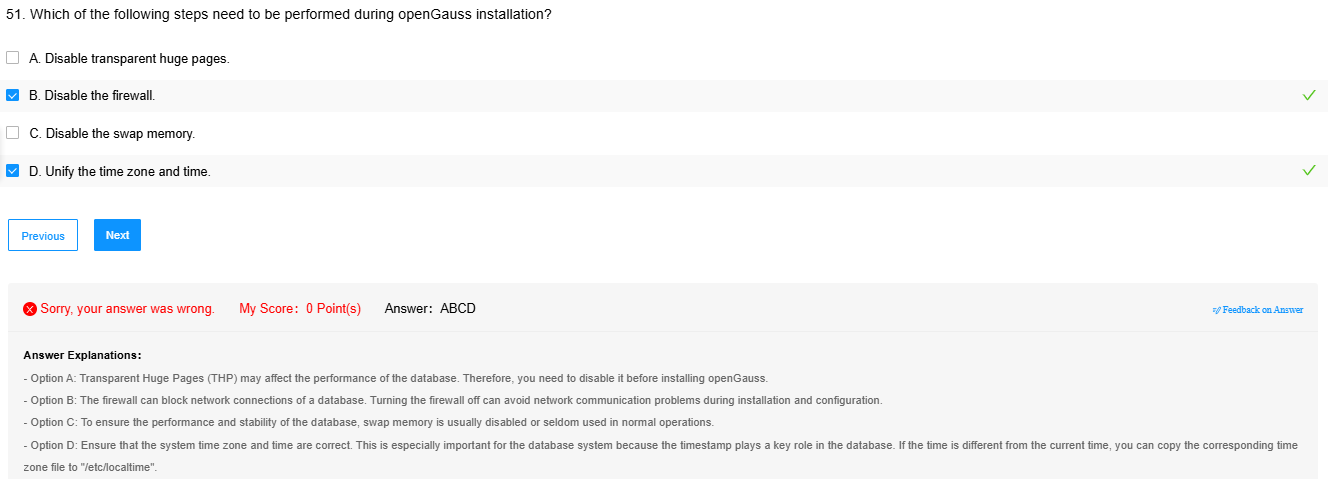 51. Which of the following steps need to be performed during openGauss installation?
A. Disable transparent huge pages.
B. Disable the firewall.
C. Disable the swap memory.
D. Unify the time zone and time.
Previous Next
Sorry, your answer was wrong. My Score: 0 Point(s) Answer: ABCD Feedback on Answer
Answer Explanations:
- Option A: Transparent Huge Pages (THP) may affect the performance of the database. Therefore, you need to disable it before installing openGauss.
- Option B: The firewall can block network connections of a database. Turning the firewall off can avoid network communication problems during installation and configuration.
- Option C: To ensure the performance and stability of the database, swap memory is usually disabled or seldom used in normal operations.
- Option D: Ensure that the system time zone and time are correct. This is especially important for the database system because the timestamp plays a key role in the database. If the time is different from the current time, you can copy the corresponding time
zone file to "/etc/localtime".